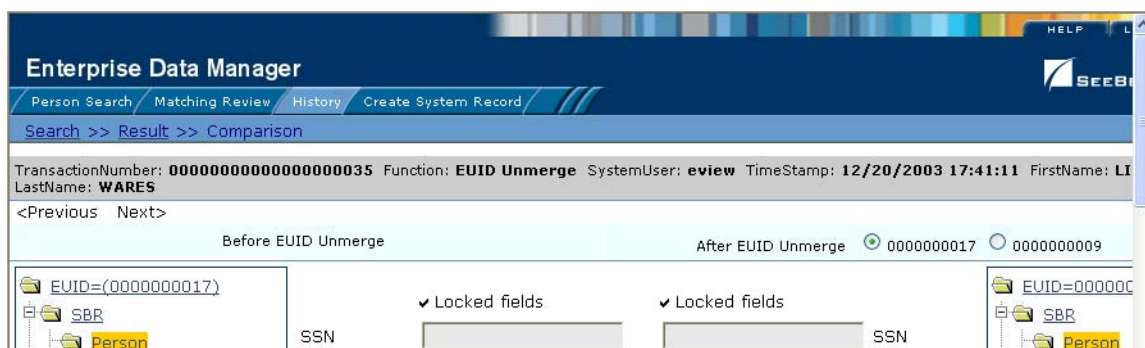 HELP
Enterprise Data Manager
Person Search Matching Review History Create System Record
Search >> Result >> Comparison
TransactionNumber: 00000000000000000035 Function: EUID Unmerge SystemUser: eview TimeStamp: 12/20/2003 17:41:11 FirstName:
LastName: WARES
<Previous Next>
Before EUID Unmerge After EUID Unmerge 0000000017 0000000009
EUID=(0000000017) Locked fields Locked fields
SBR SBR
Person SSN SSN Person